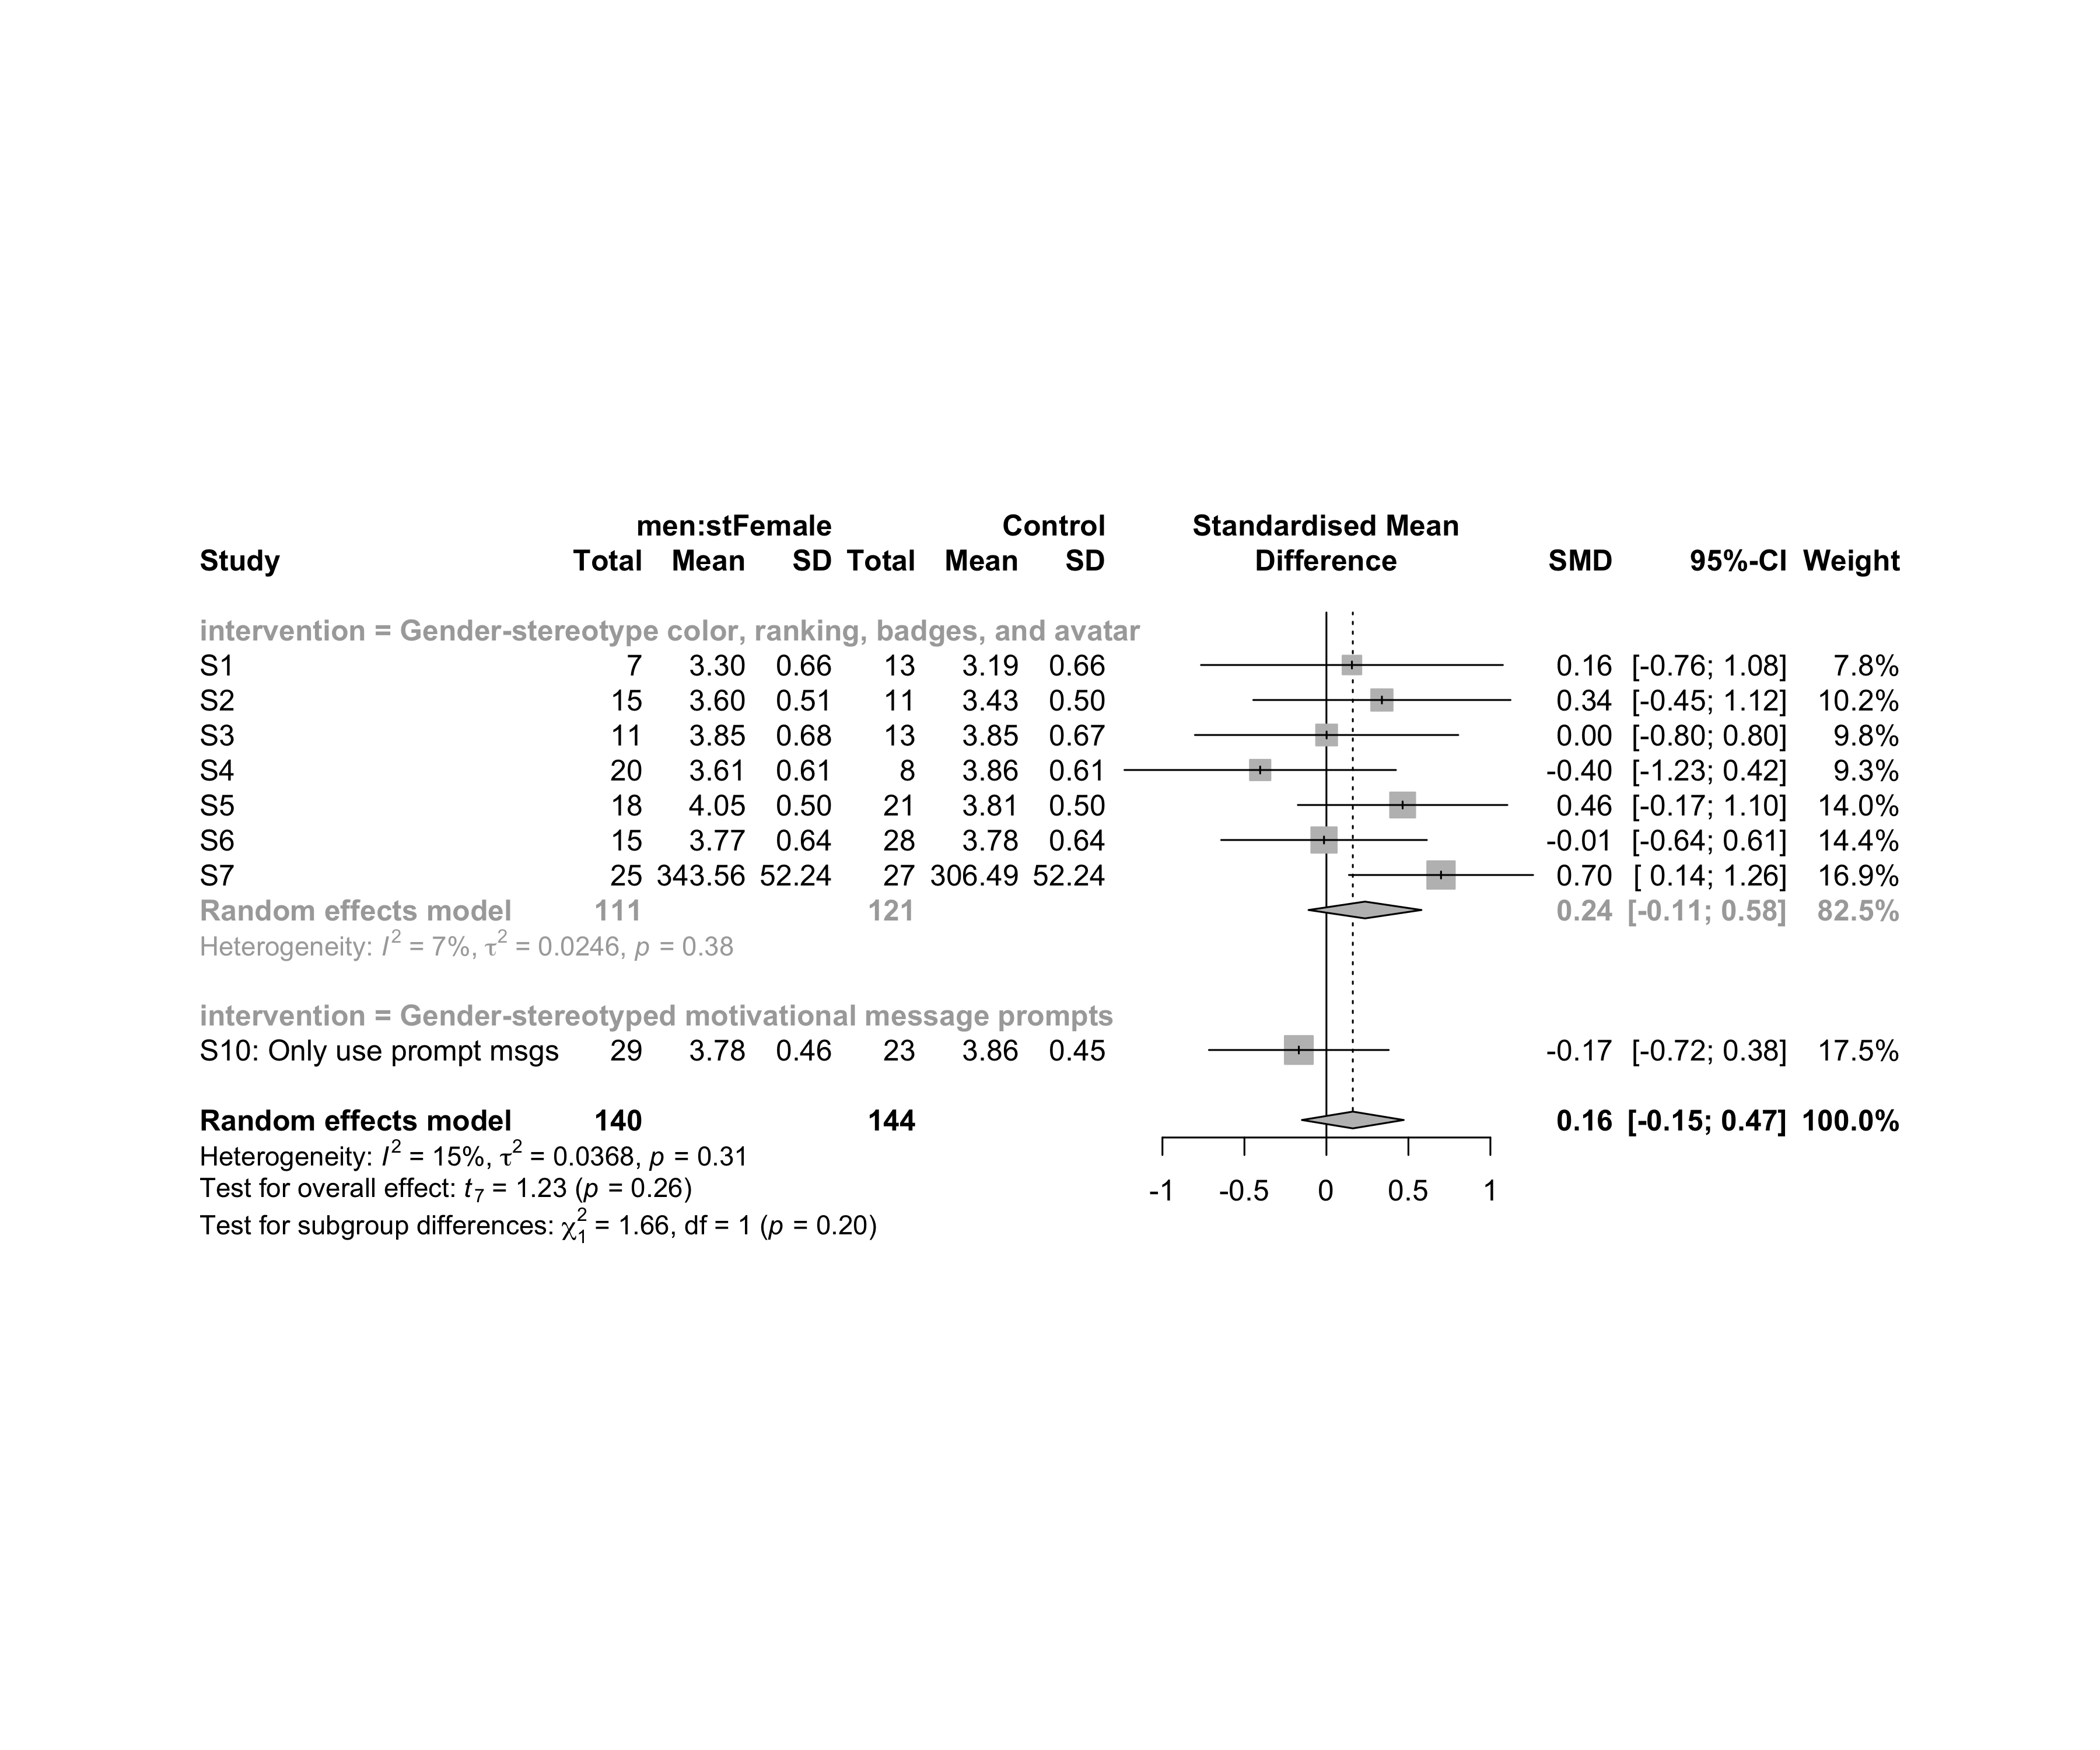 men:stFemale Control Standardised Mean
Study Total Mean SD Total Mean SD Difference SMD 95%-CI Weight
intervention = Gender-stereotype color, ranking, badges, and avatar
S1 7 3.30 0.66 13 3.19 0.66 0.16 [-0.76; 1.08] 7.8%
S2 15 3.60 0.51 11 3.43 0.50 0.34 [-0.45; 1.12] 10.2%
S3 11 3.85 0.68 13 3.85 0.67 0.00 [-0.80; 0.80] 9.8%
S4 20 3.61 0.61 8 3.86 0.61 -0.40 [-1.23; 0.42] 9.3%
S5 18 4.05 0.50 21 3.81 0.50 0.46 [-0.17; 1.10] 14.0%
S6 15 3.77 0.64 28 3.78 0.64 -0.01 [-0.64; 0.61] 14.4%
S7 25 343.56 52.24 27 306.49 52.24 0.70 [ 0.14; 1.26] 16.9%
Random effects model 111 121 0.24 [-0.11; 0.58] 82.5%
Heterogeneity: I² = 7%, τ² = 0.0246, p = 0.38
intervention = Gender-stereotyped motivational message prompts
S10: Only use prompt msgs 29 3.78 0.46 23 3.86 0.45 -0.17 [-0.72; 0.38] 17.5%
Random effects model 140 144 0.16 [-0.15; 0.47] 100.0%
Heterogeneity: I² = 15%, τ² = 0.0368, p = 0.31
Test for overall effect: t₇ = 1.23 (p = 0.26)
-1 -0.5 0 0.5 1
Test for subgroup differences: χ₁² = 1.66, df = 1 (p = 0.20)